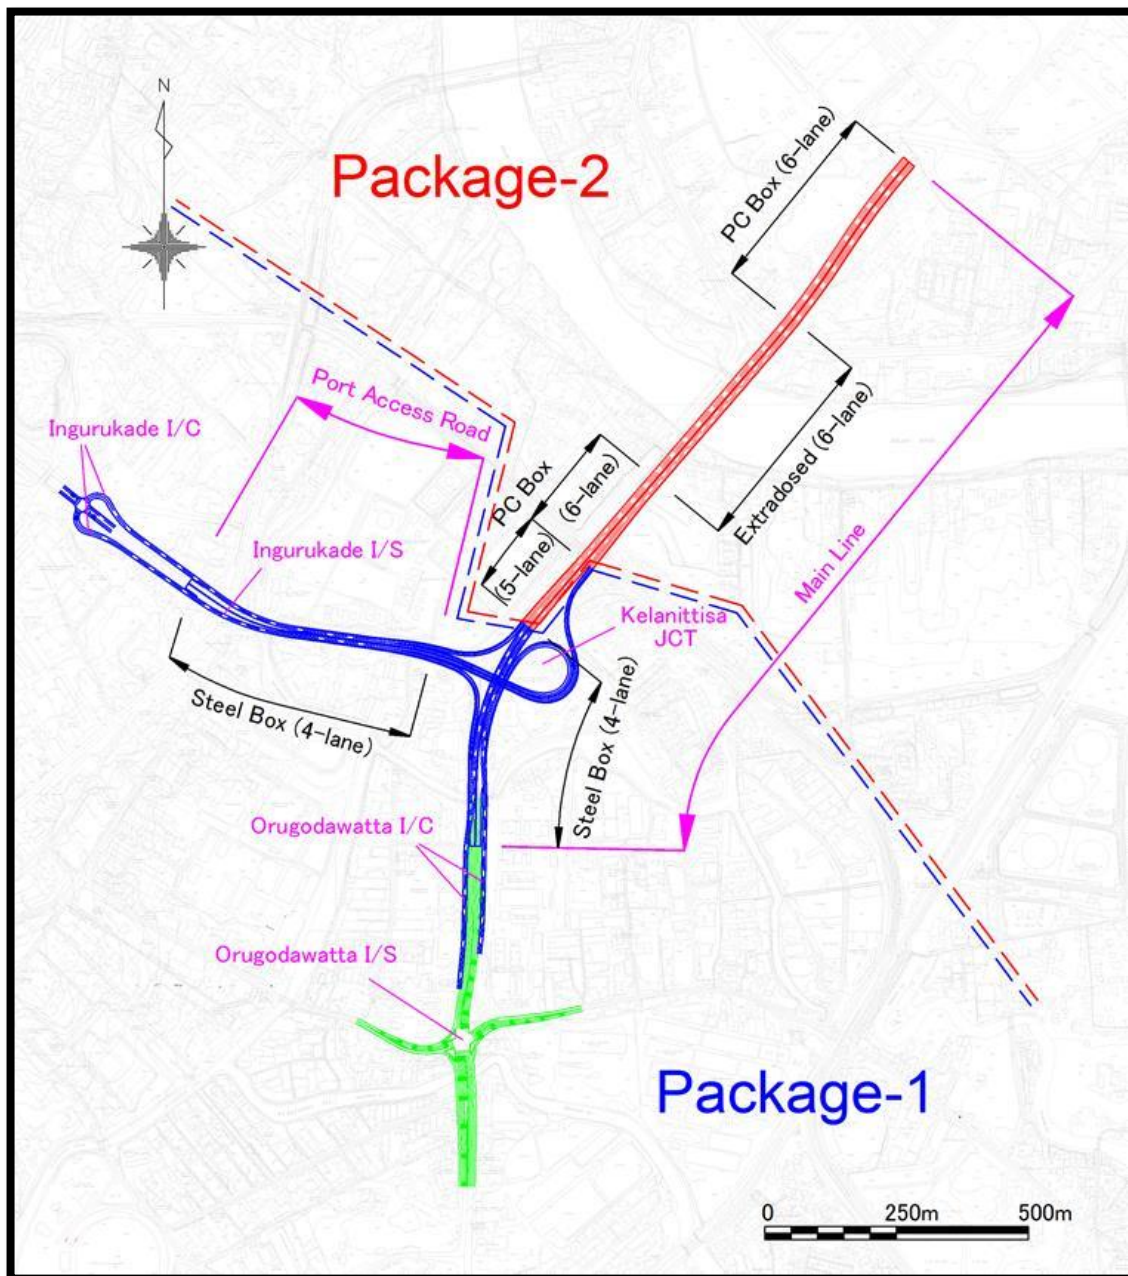 N
Package-2
PC Box (6-lane)
Port Access Road
Ingurukade I/C
PC Box
(6-lane)
(5-lane)
Extradosed (6-lane)
Main Line
Ingurukade I/S
Kelanittisa
JCT
Steel Box (4-lane)
Steel Box (4-lane)
Orugodawatta I/C
Orugodawatta I/S
Package-1
0 250m 500m